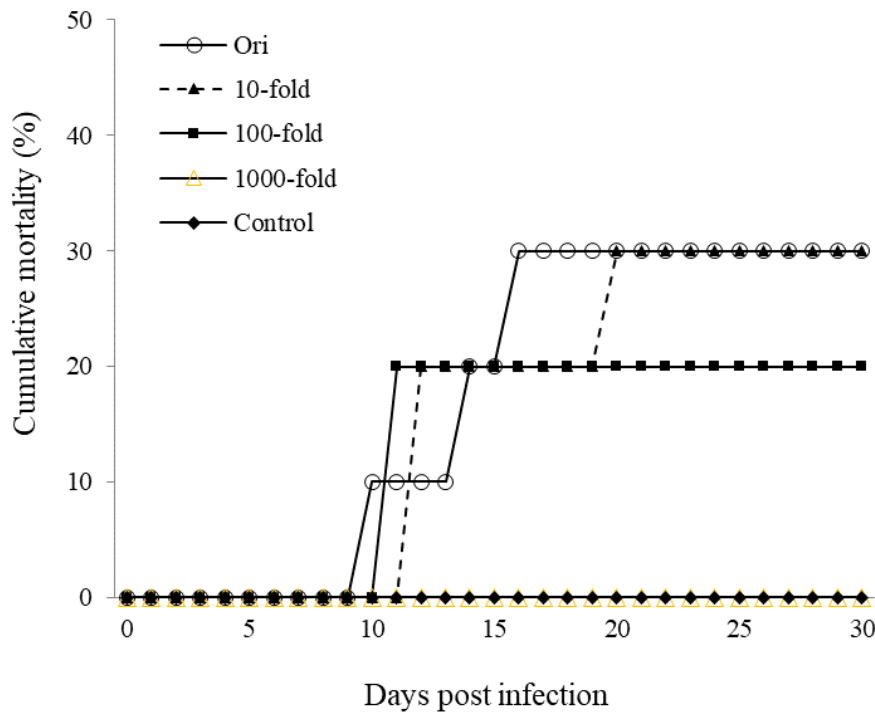 50
40
30
20
10
0
Cumulative mortality (%)
Ori
10-fold
100-fold
1000-fold
Control
0 5 10 15 20 25 30
Days post infection